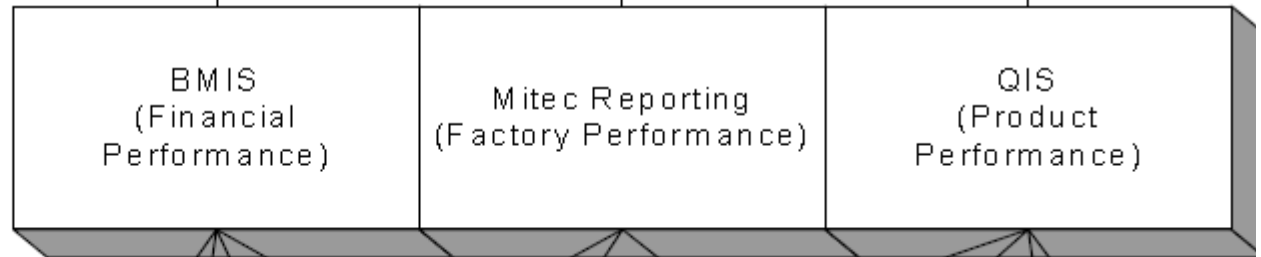 BMIS
(Financial
Performance)
Mitec Reporting
(Factory Performance)
QIS
(Product
Performance)